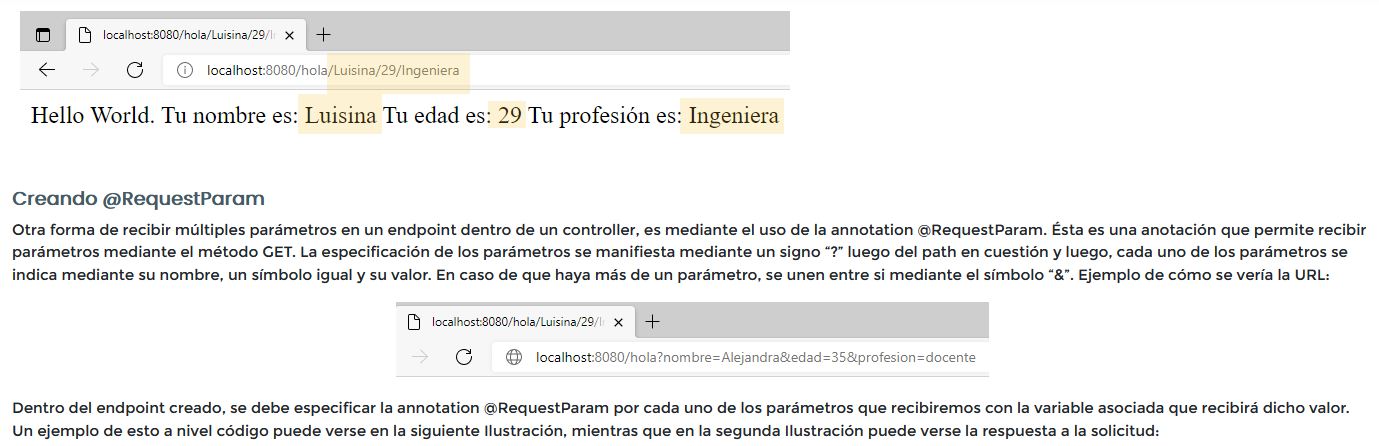 localhost:8080/hola/Luisina/29/I
localhost:8080/hola/Luisina/29/Ingeniera
Hello World. Tu nombre es: Luisina Tu edad es: 29 Tu profesión es: Ingeniera
Creando @RequestParam
Otra forma de recibir múltiples parámetros en un endpoint dentro de un controller, es mediante el uso de la annotation @RequestParam. Ésta es una anotación que permite recibir
parámetros mediante el método GET. La especificación de los parámetros se manifiesta mediante un signo “?” luego del path en cuestión y luego, cada uno de los parámetros se
indica mediante su nombre, un símbolo igual y su valor. En caso de que haya más de un parámetro, se unen entre si mediante el símbolo “&”. Ejemplo de cómo se vería la URL:
localhost:8080/hola/Luisina/29/I
localhost:8080/hola?nombre=Alejandra&edad=35&profesion=docente
Dentro del endpoint creado, se debe especificar la annotation @RequestParam por cada uno de los parámetros que recibiremos con la variable asociada que recibirá dicho valor.
Un ejemplo de esto a nivel código puede verse en la siguiente Ilustración, mientras que en la segunda Ilustración puede verse la respuesta a la solicitud: